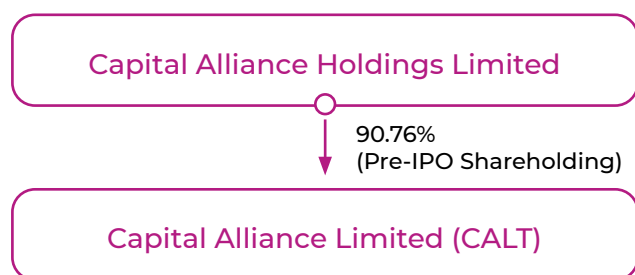 Capital Alliance Holdings Limited
90.76%
(Pre-IPO Shareholding)
Capital Alliance Limited (CALT)